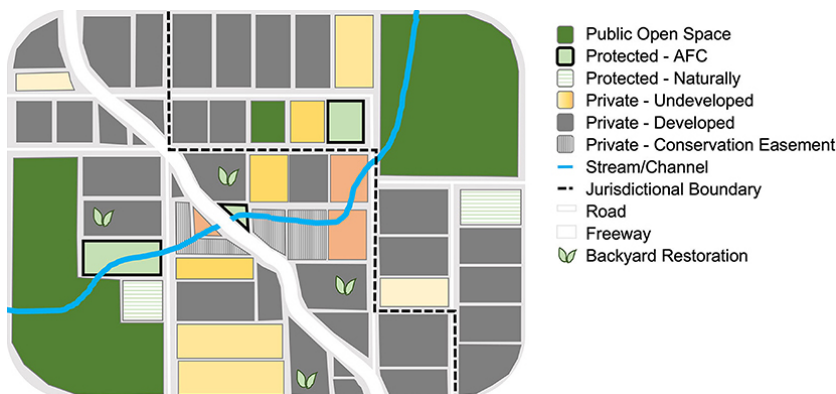 Public Open Space
Protected - AFC
Protected - Naturally
Private - Undeveloped
Private - Developed
Private - Conservation Easement
Stream/Channel
Jurisdictional Boundary
Road
Freeway
Backyard Restoration